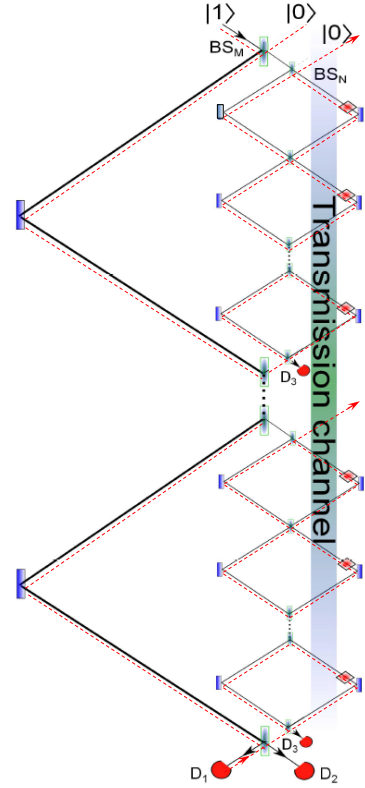 |1⟩ |0⟩
|0⟩
BS_M
BS_N
Transmission channel
D_3
D_3
D_1 D_2